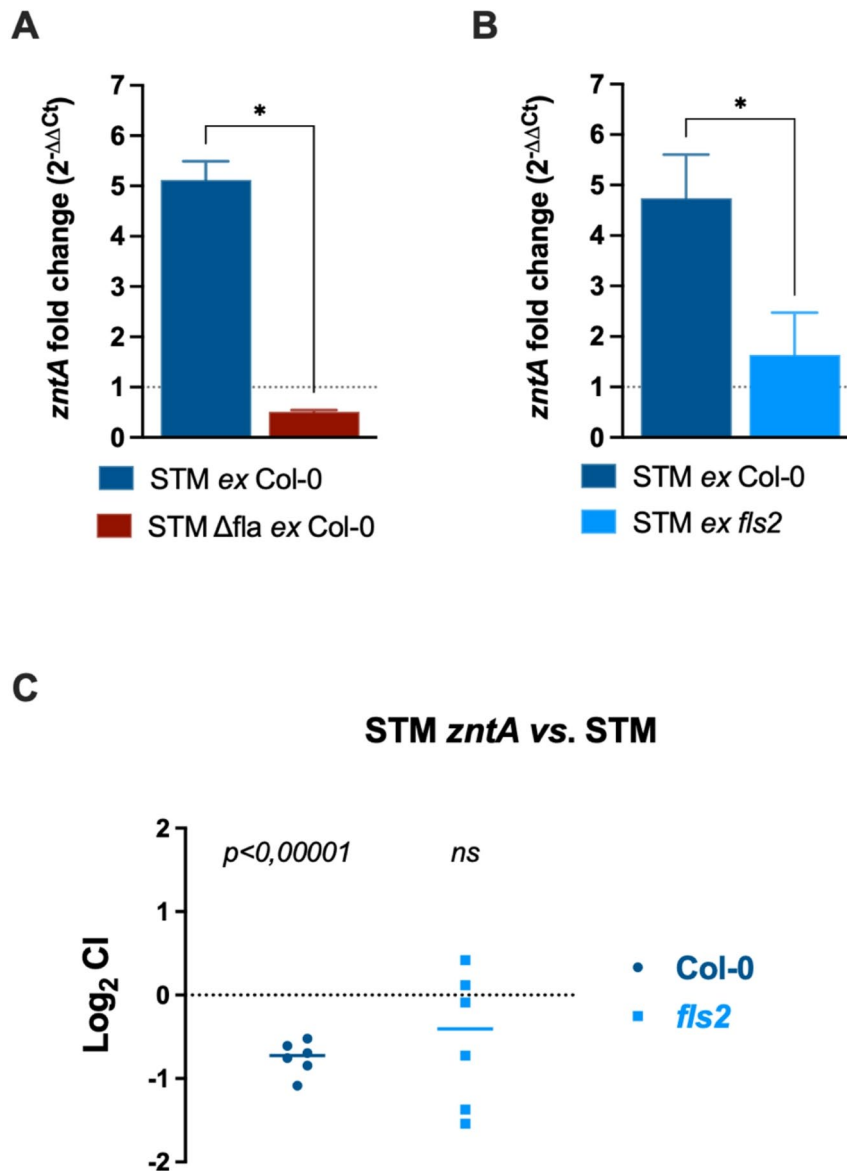 A
B
zntA fold change (2-ΔΔCt)
7
6
5
4
3
2
1
0
*
STM ex Col-0
STM Δfla ex Col-0
zntA fold change (2-ΔΔCt)
7
6
5
4
3
2
1
0
*
STM ex Col-0
STM ex fls2
C
STM zntA vs. STM
Log2 CI
2
1
0
-1
-2
p<0,00001
ns
Col-0
fls2